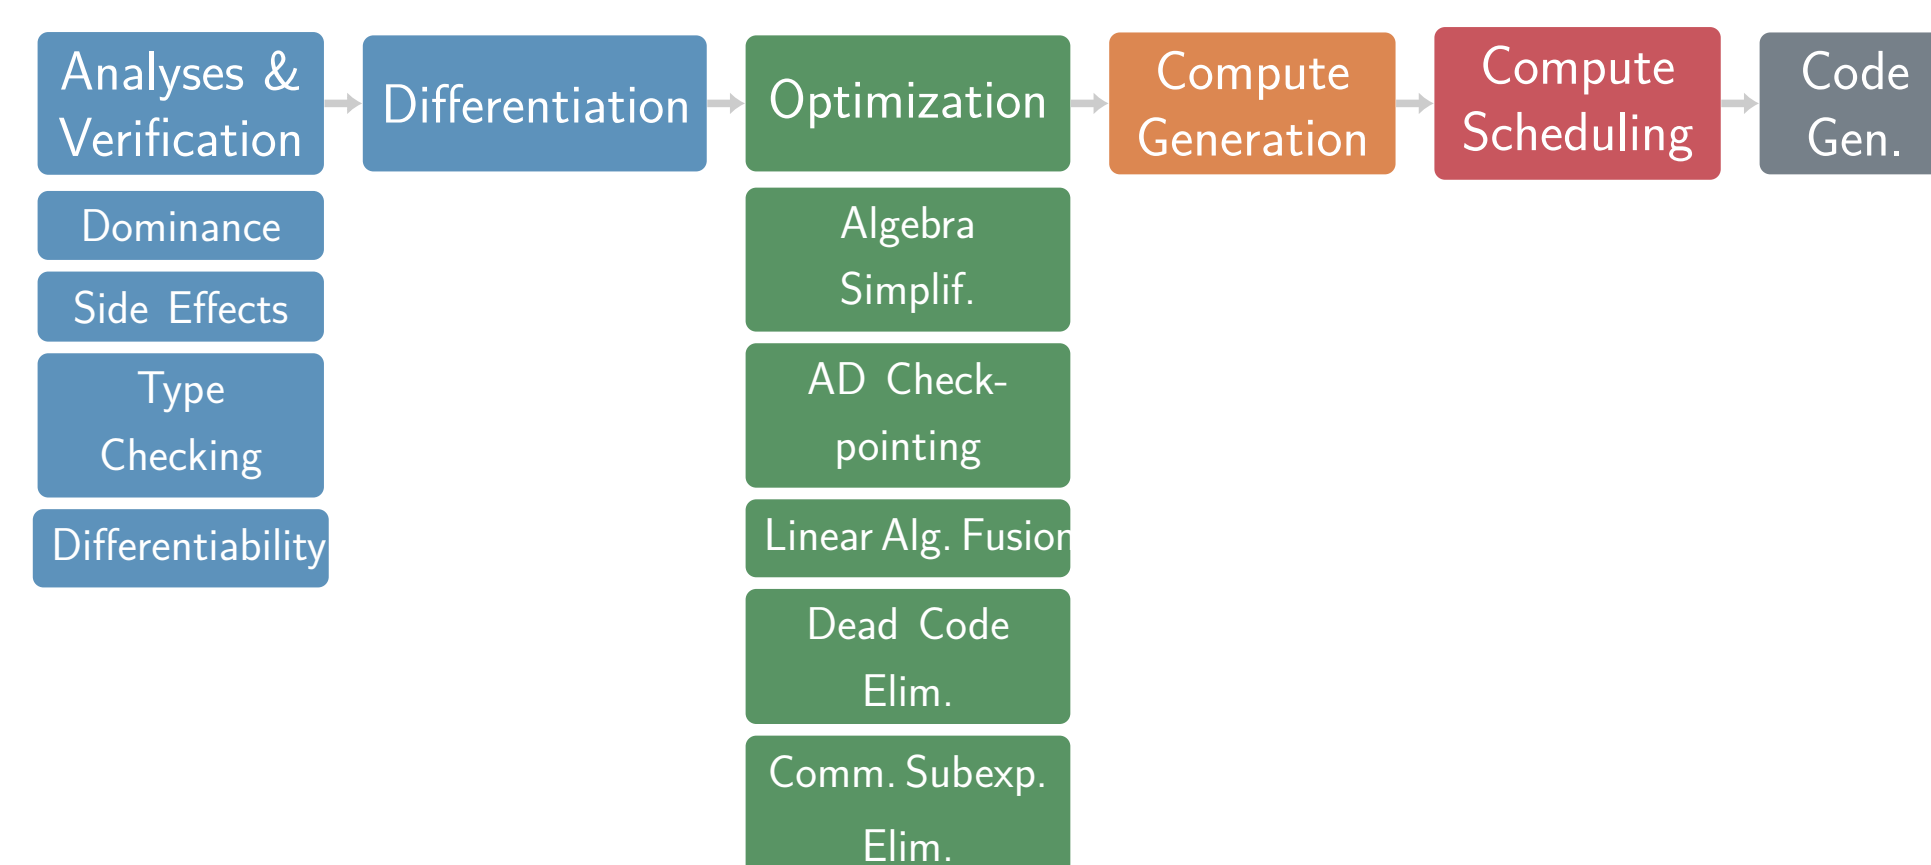 Analyses &
Verification
Differentiation
Optimization
Compute
Generation
Compute
Scheduling
Code
Gen.
Dominance
Side Effects
Type
Checking
Differentiability
Algebra
Simplif.
AD Check-
pointing
Linear Alg. Fusion
Dead Code
Elim.
Comm. Subexp.
Elim.